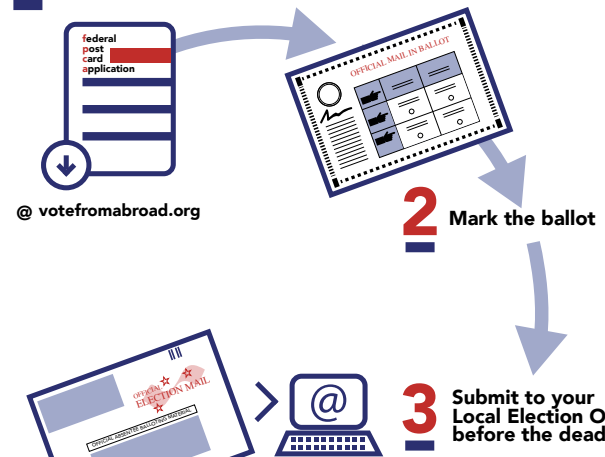 federal
post
card
application
@ votefromabroad.org
OFFICIAL MAIL IN BALLOT
2
Mark the ballot
OFFICIAL
ELECTION MAIL
OFFICIAL ABSENTEE BALLOTING MATERIAL
@
3
Submit to your
Local Election O
before the dead